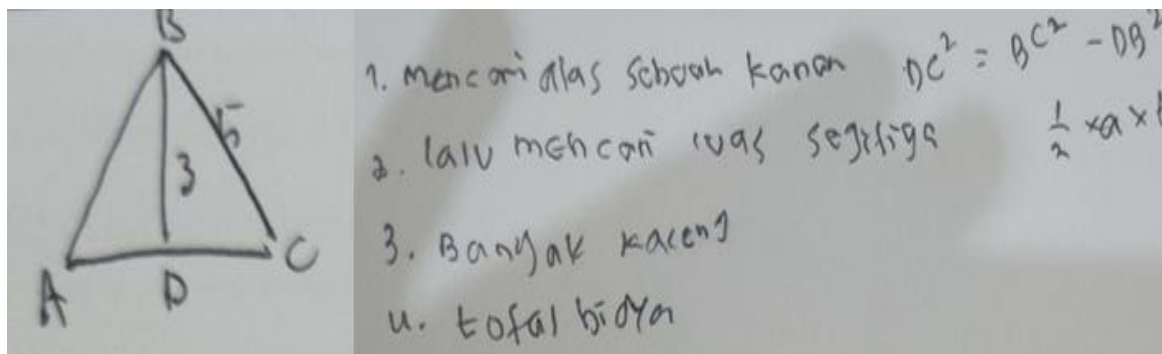 B
5
3
A
D
C
1. mencari alas sebuah kanan DC² = BC² - DB²
2. lalu mencari luas segitiga ½ × a × t
3. Banyak kaceng
4. total biaya